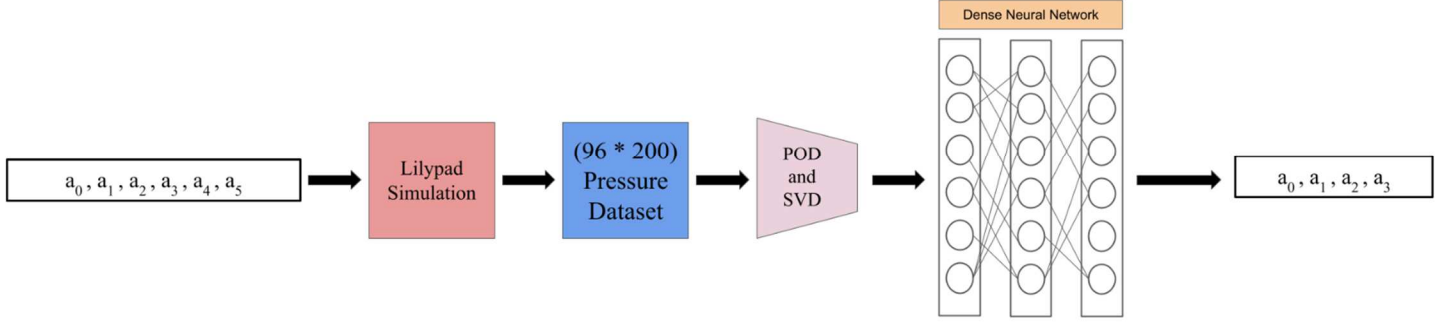 Dense Neural Network
a₀ , a₁ , a₂ , a₃ , a₄ , a₅
Lilypad
Simulation
(96 * 200)
Pressure
Dataset
POD
and
SVD
a₀ , a₁ , a₂ , a₃